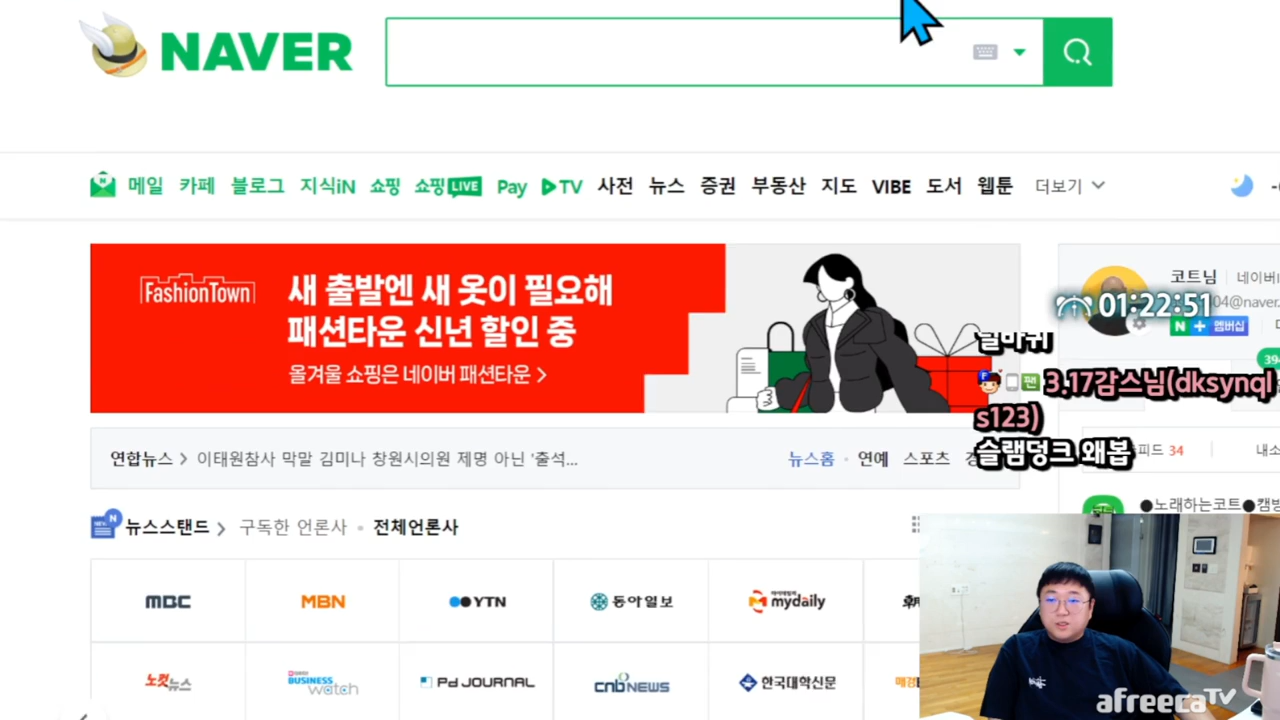 NAVER
메일 카페 블로그 지식iN 쇼핑 쇼핑LIVE Pay TV 사전 뉴스 증권 부동산 지도 VIBE 도서 웹툰 더보기
FashionTown
새 출발엔 새 옷이 필요해
패션타운 신년 할인 중
올겨울 쇼핑은 네이버 패션타운 >
코트님
04@naver.
01:22:51
N + 멤버십
3.17감스님(dksynql
s123)
슬램덩크 왜봅
피드 34
연합뉴스 > 이태원참사 막말 김미나 창원시의원 제명 아닌 '출석...
뉴스홈 연예 스포츠
●노래하는코트●캠방
뉴스스탠드 > 구독한 언론사 전체언론사
MBC MBN YTN 동아일보 mydaily
노컷뉴스 BUSINESS watch PD JOURNAL CNBNEWS 한국대학신문
afreecaTV